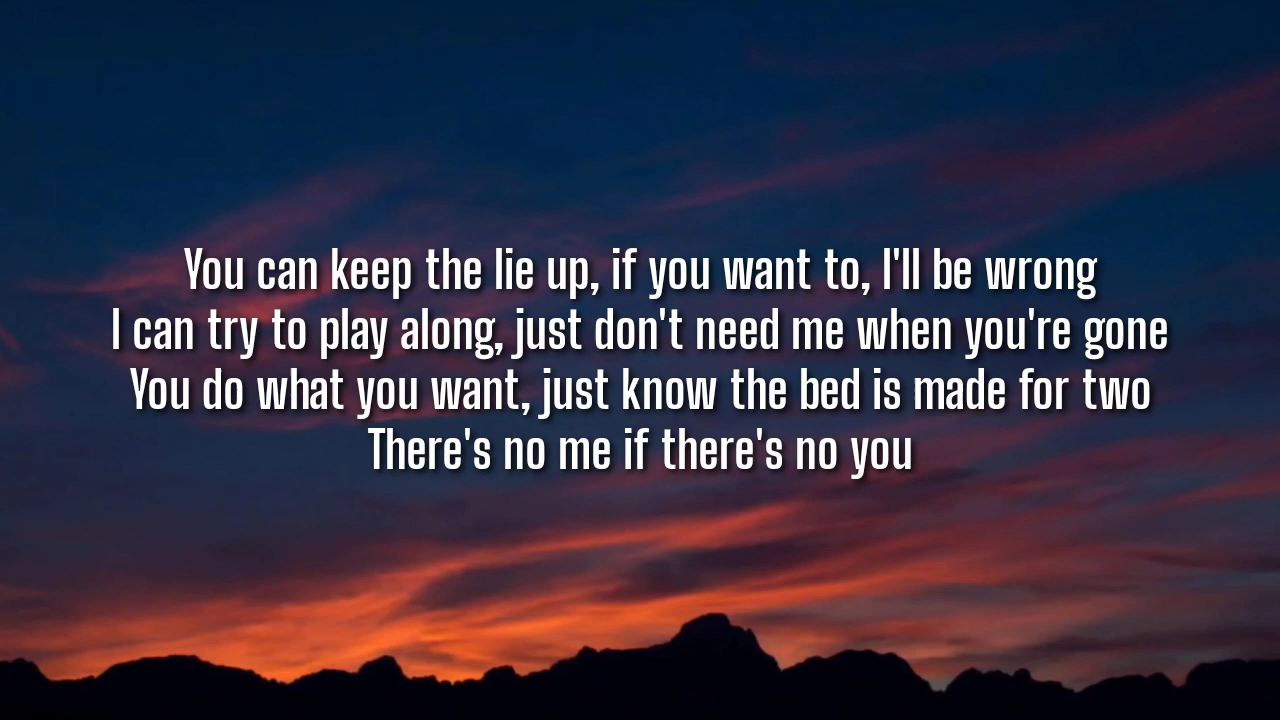 You can keep the lie up, if you want to, I'll be wrong
I can try to play along, just don't need me when you're gone
You do what you want, just know the bed is made for two
There's no me if there's no you